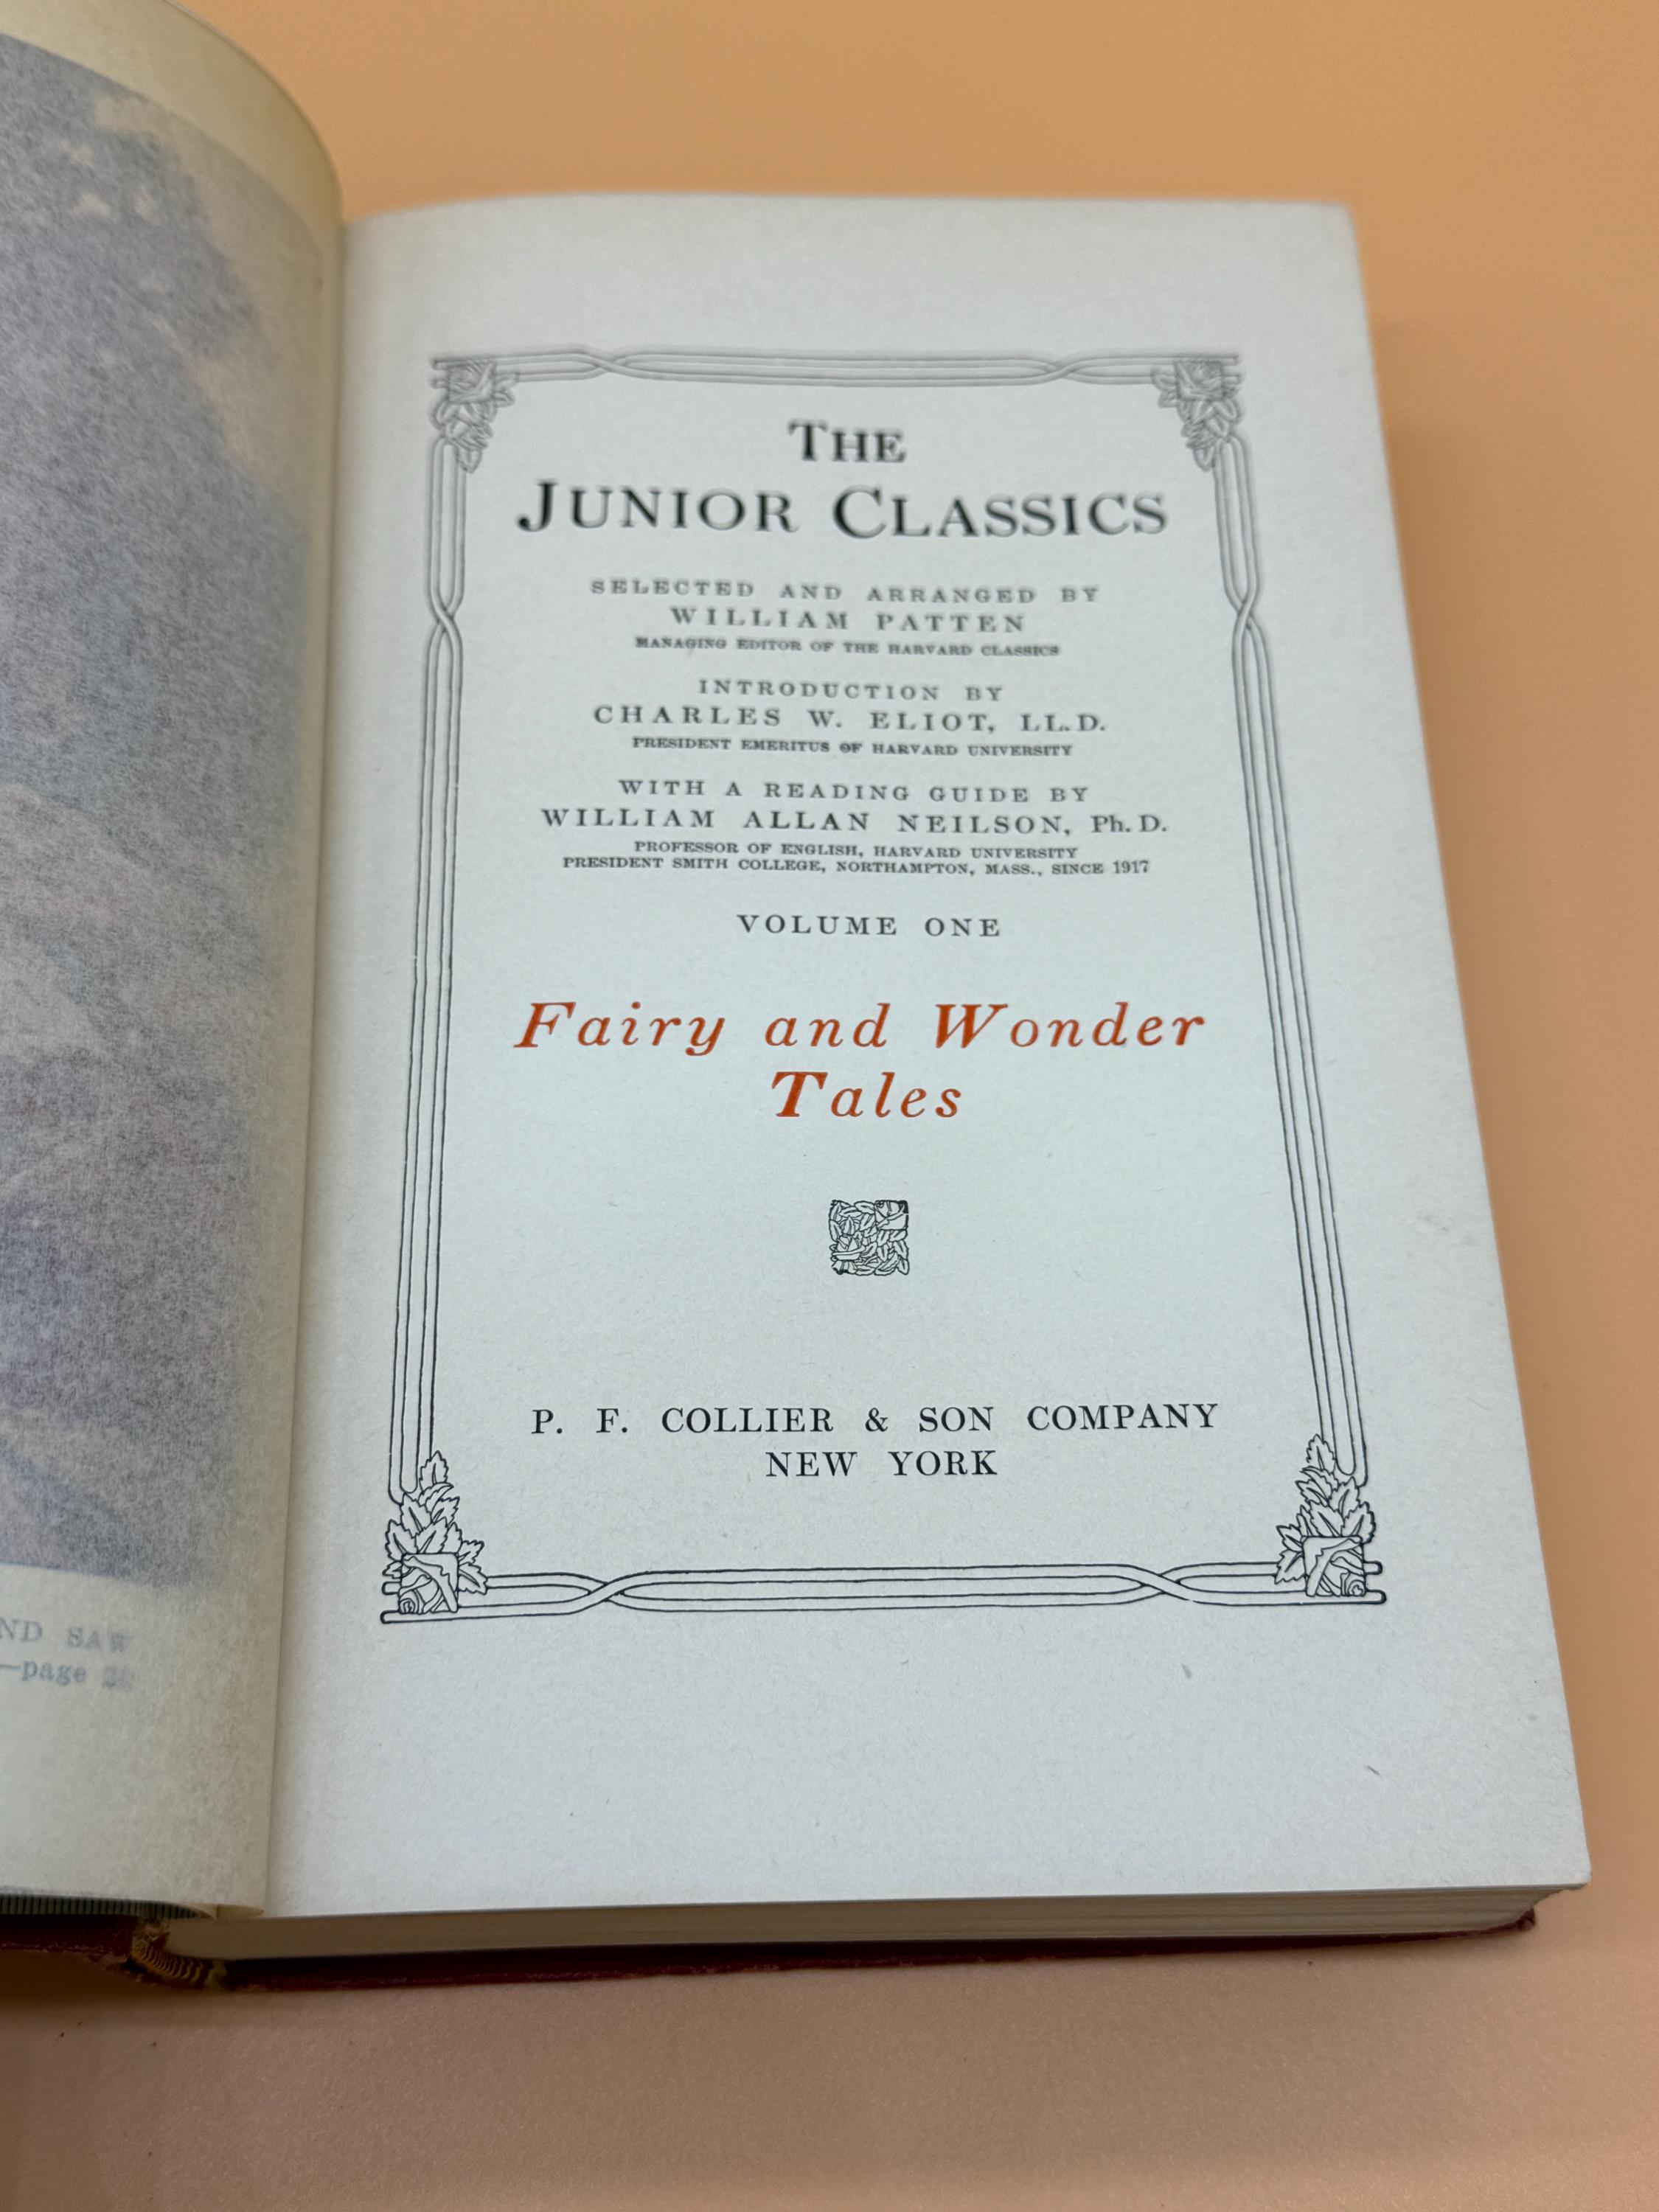 THE
JUNIOR CLASSICS
SELECTED AND ARRANGED BY
WILLIAM PATTEN
MANAGING EDITOR OF THE HARVARD CLASSICS
INTRODUCTION BY
CHARLES W. ELIOT, LL.D.
PRESIDENT EMERITUS OF HARVARD UNIVERSITY
WITH A READING GUIDE BY
WILLIAM ALLAN NEILSON, Ph. D.
PROFESSOR OF ENGLISH, HARVARD UNIVERSITY
PRESIDENT SMITH COLLEGE, NORTHAMPTON, MASS., SINCE 1917
VOLUME ONE
Fairy and Wonder
Tales
P. F. COLLIER & SON COMPANY
NEW YORK
SAW
—page